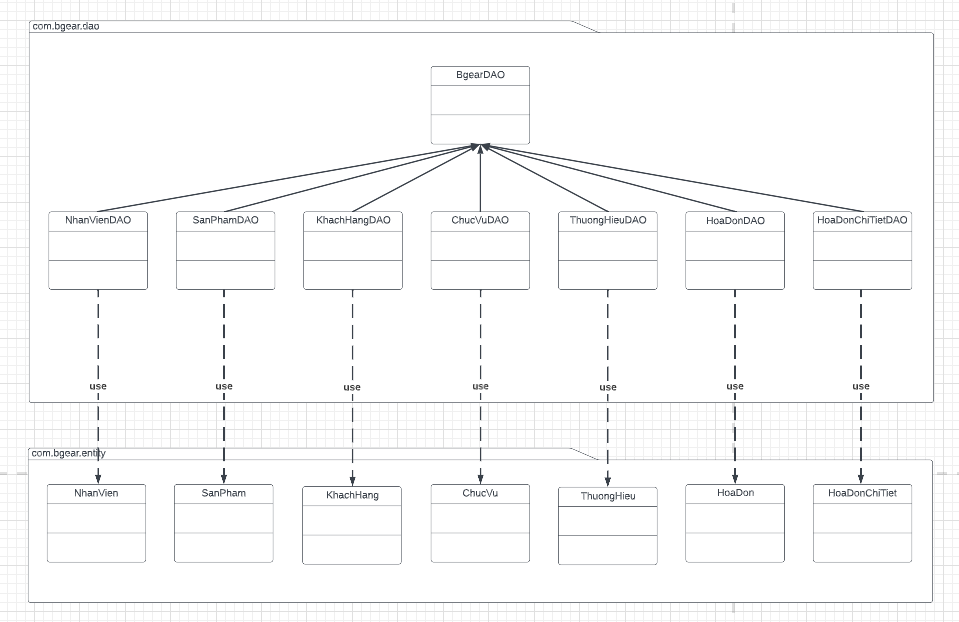 com.bgear.dao
BgearDAO
NhanVienDAO
SanPhamDAO
KhachHangDAO
ChucVuDAO
ThuongHieuDAO
HoaDonDAO
HoaDonChiTietDAO
use
use
use
use
use
use
use
com.bgear.entity
NhanVien
SanPham
KhachHang
ChucVu
ThuongHieu
HoaDon
HoaDonChiTiet